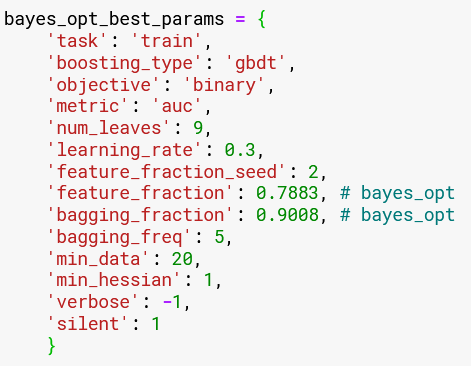 bayes_opt_best_params = {
    'task': 'train',
    'boosting_type': 'gbdt',
    'objective': 'binary',
    'metric': 'auc',
    'num_leaves': 9,
    'learning_rate': 0.3,
    'feature_fraction_seed': 2,
    'feature_fraction': 0.7883, # bayes_opt
    'bagging_fraction': 0.9008, # bayes_opt
    'bagging_freq': 5,
    'min_data': 20,
    'min_hessian': 1,
    'verbose': -1,
    'silent': 1
    }